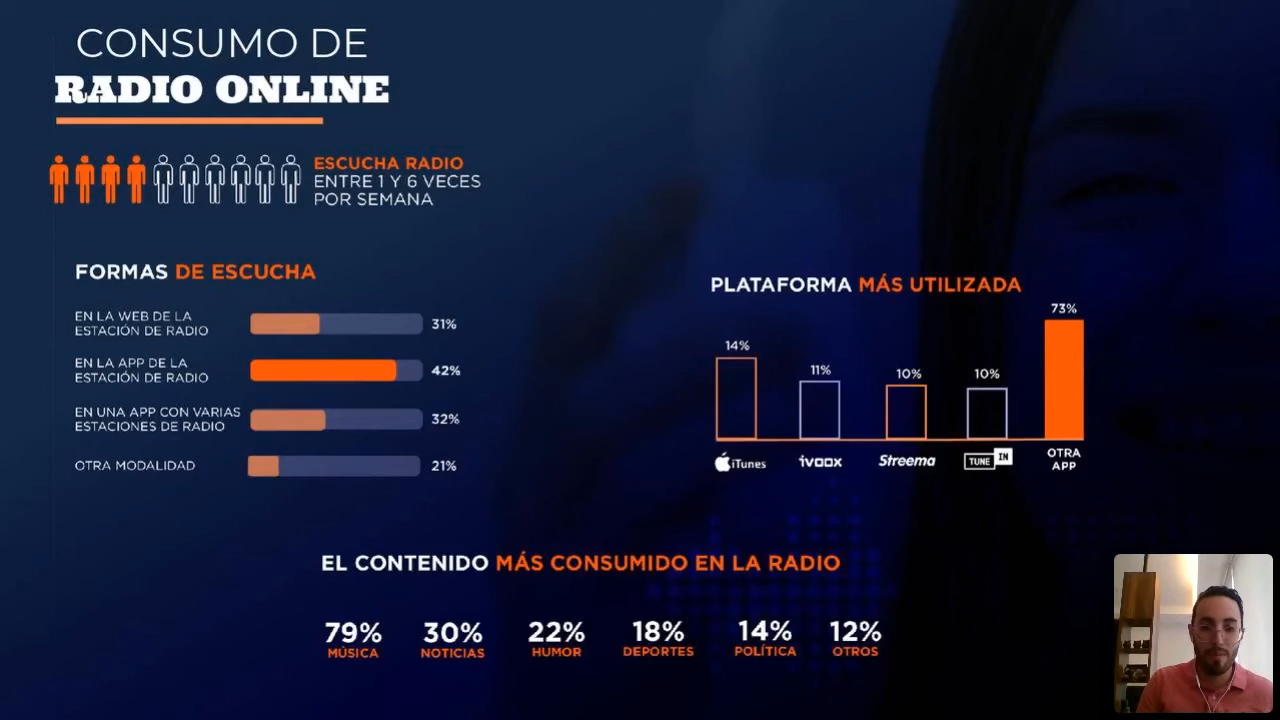 CONSUMO DE
RADIO ONLINE
ESCUCHA RADIO
ENTRE 1 Y 6 VECES
POR SEMANA
FORMAS DE ESCUCHA
EN LA WEB DE LA
ESTACIÓN DE RADIO
31%
EN LA APP DE LA
ESTACIÓN DE RADIO
42%
EN UNA APP CON VARIAS
ESTACIONES DE RADIO
32%
OTRA MODALIDAD
21%
PLATAFORMA MÁS UTILIZADA
14%
11%
10%
10%
73%
iTunes
ivoox
Streema
TUNE IN
OTRA
APP
EL CONTENIDO MÁS CONSUMIDO EN LA RADIO
79%
MÚSICA
30%
NOTICIAS
22%
HUMOR
18%
DEPORTES
14%
POLÍTICA
12%
OTROS